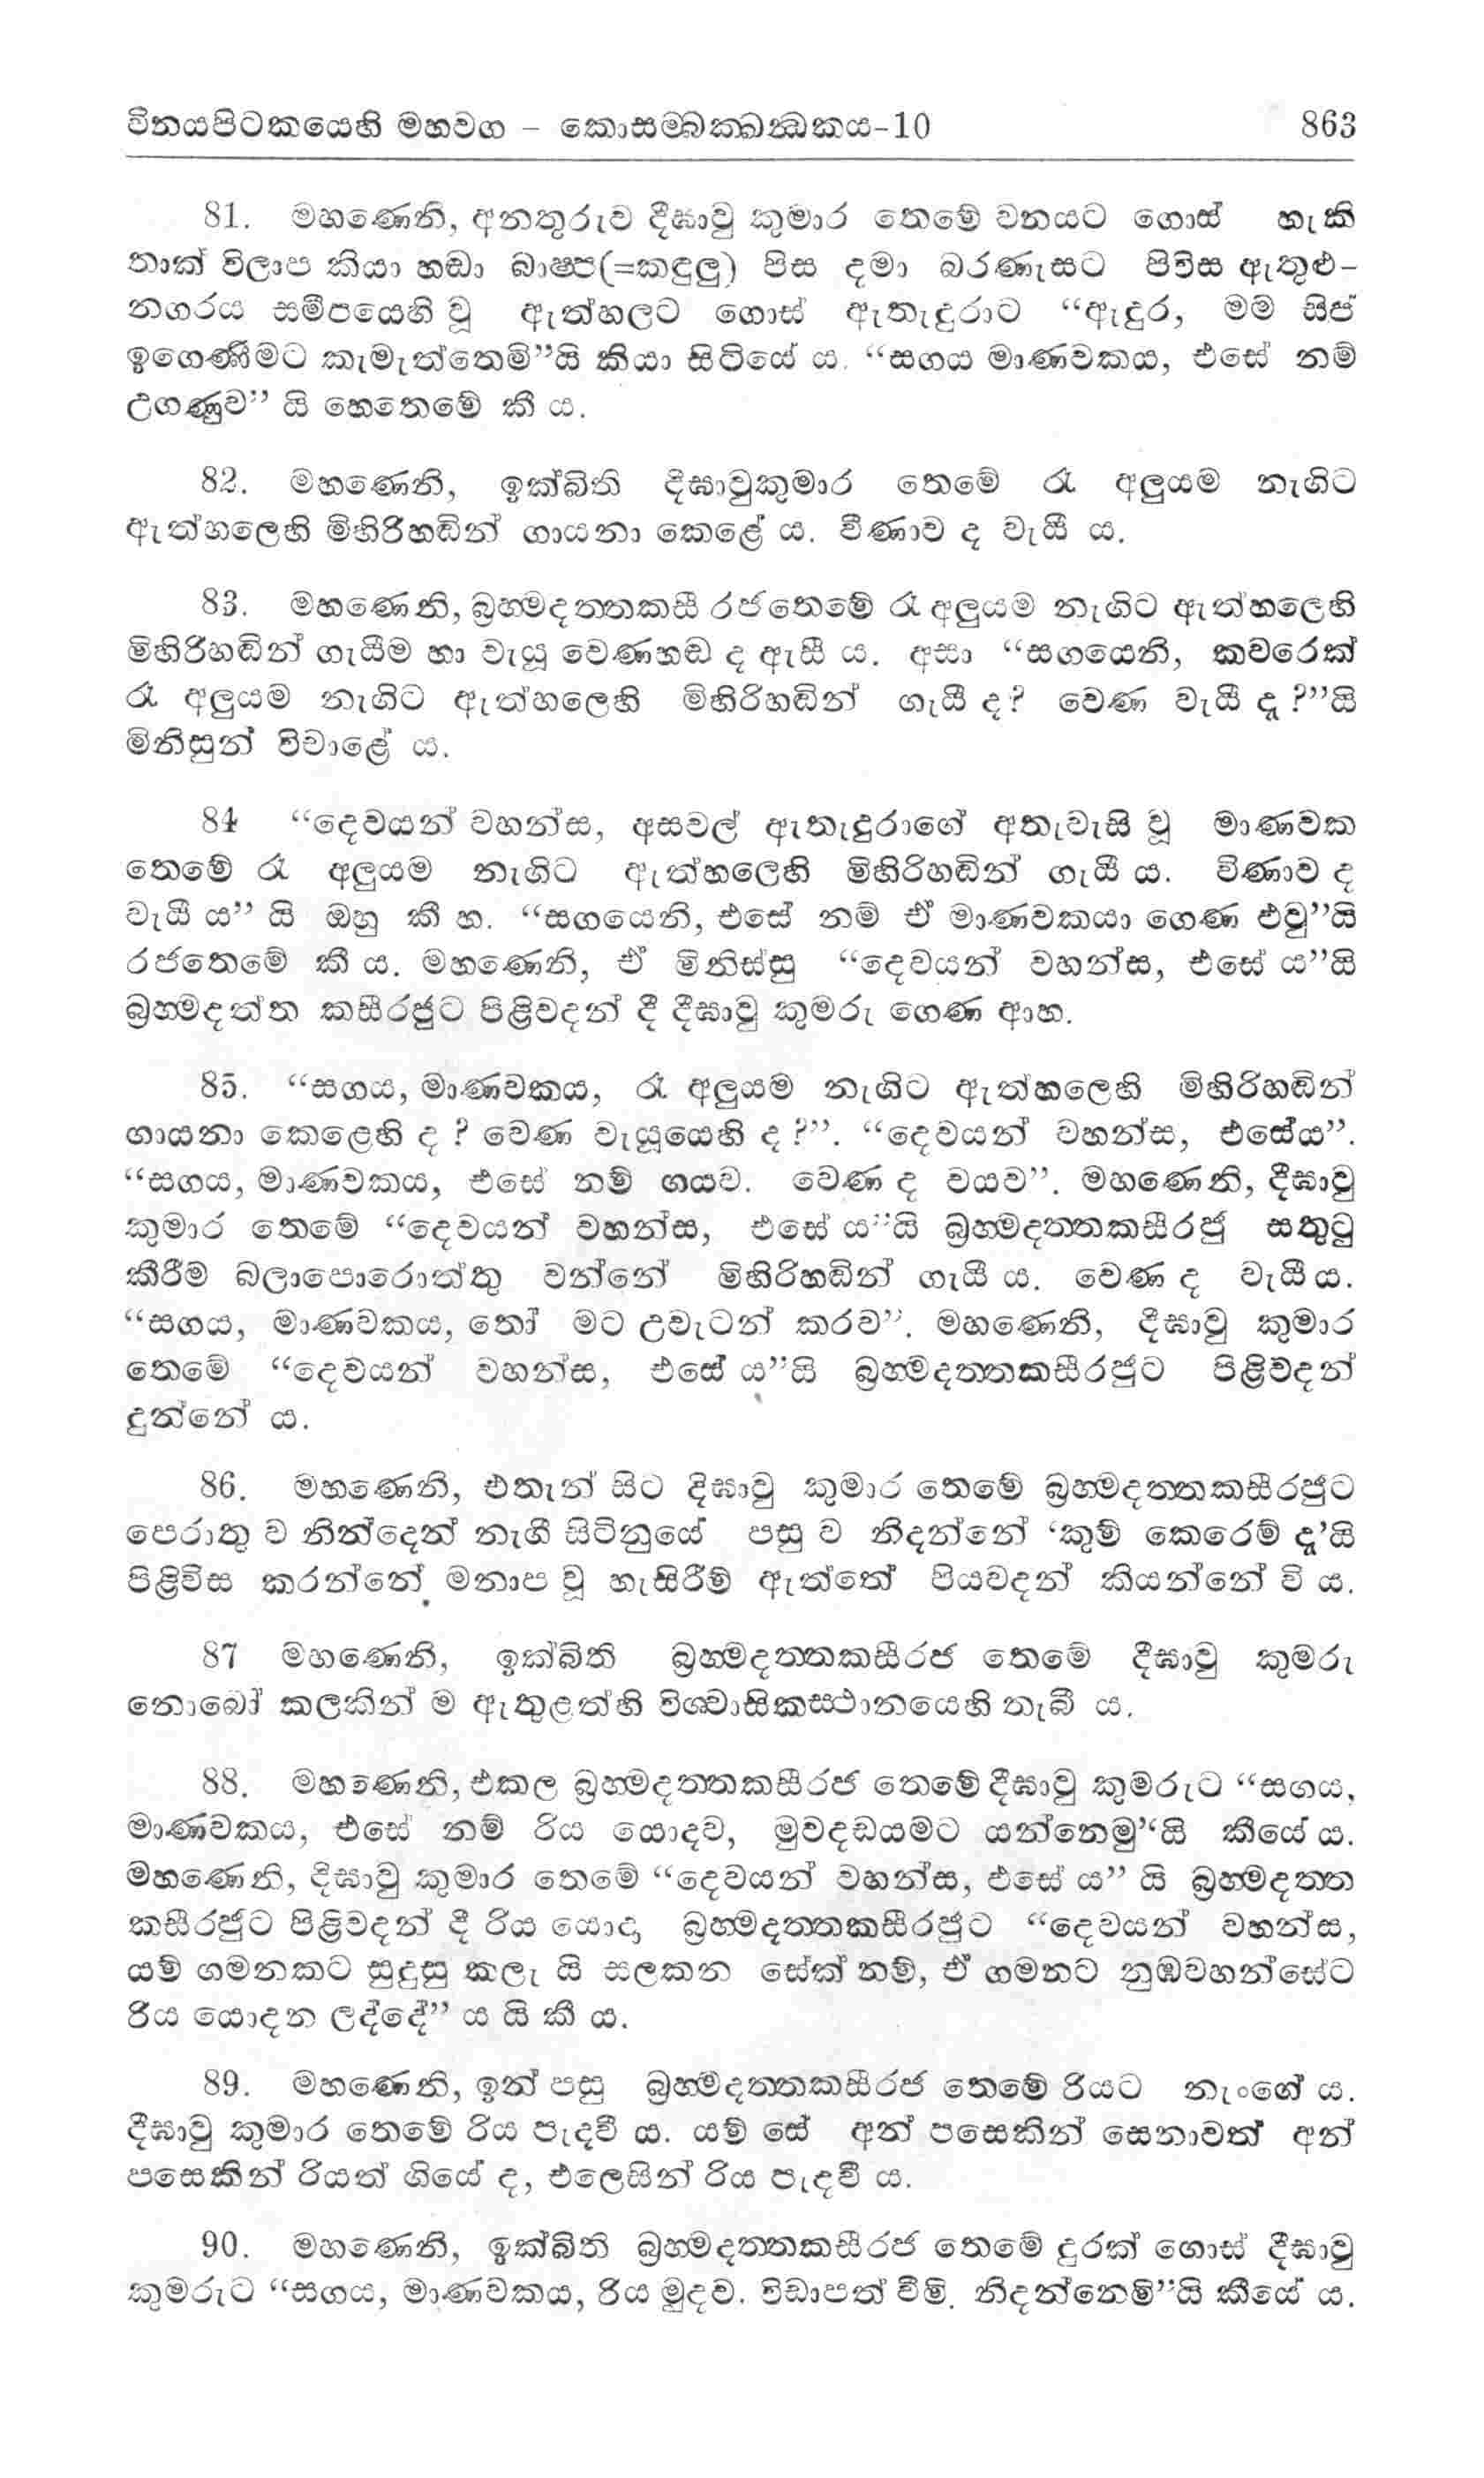 විනයපිටකයෙහි මහවග – කොසම්බක්ඛන්ධකය-10 863
81. මහණෙනි, අනතුරුව දීඝාවු කුමාර තෙමේ වනයට ගොස් හැකි
තාක් විලාප කියා හඬා බාෂ්ප(=කඳුලු) පිස දමා බරණැසට පිවිස ඇතුළු-
නගරය සමීපයෙහි වූ ඇත්හලට ගොස් ඇතැඳුරාට “ඇඳුර, මම සිප්
ඉගෙණීමට කැමැත්තෙමි”යි කියා සිටියේ ය. “සගය මාණවකය, එසේ නම්
උගණුව” යි හෙතෙමේ කී ය.
82. මහණෙනි, ඉක්බිති දීඝාවුකුමාර තෙමේ රෑ අලුයම නැගිට
ඇත්හලෙහි මිහිරිහඬින් ගායනා කෙළේ ය. වීණාව ද වැයී ය.
83. මහණෙනි, බ්‍රහ්මදත්තකසී රජතෙමේ රෑ අලුයම නැගිට ඇත්හලෙහි
මිහිරිහඬින් ගැයීම හා වැයූ වෙණහඬ ද ඇසී ය. අසා “සගයෙනි, කවරෙක්
රෑ අලුයම නැගිට ඇත්හලෙහි මිහිරිහඬින් ගැයී ද? වෙණ වැයී ද?”යි
මිනිසුන් විචාළේ ය.
84 “දෙවයන් වහන්ස, අසවල් ඇතැඳුරාගේ අතැවැසි වූ මාණවක
තෙමේ රෑ අලුයම නැගිට ඇත්හලෙහි මිහිරිහඬින් ගැයී ය. විණාව ද
වැයී ය” යි ඔහු කී හ. “සගයෙනි, එසේ නම් ඒ මාණවකයා ගෙණ එවු”යි
රජතෙමේ කී ය. මහණෙනි, ඒ මිනිස්සු “දෙවයන් වහන්ස, එසේ ය”යි
බ්‍රහ්මදත්ත කසීරජුට පිළිවදන් දී දීඝාවු කුමරු ගෙණ ආහ.
85. “සගය, මාණවකය, රෑ අලුයම නැගිට ඇත්හලෙහි මිහිරිහඬින්
ගායනා කෙළෙහි ද ? වෙණ වැයූයෙහි ද ?”. “දෙවයන් වහන්ස, එසේය”.
“සගය, මාණවකය, එසේ නම් ගයව. වෙණ ද වයව”. මහණෙනි, දීඝාවු
කුමාර තෙමේ “දෙවයන් වහන්ස, එසේ ය”යි බ්‍රහ්මදත්තකසීරජු සතුටු
කිරීම බලාපොරොත්තු වන්නේ මිහිරිහඬින් ගැයී ය. වෙණ ද වැයී ය.
“සගය, මාණවකය, තෝ මට උවැටන් කරව”. මහණෙනි, දීඝාවු කුමාර
තෙමේ “දෙවයන් වහන්ස, එසේ ය”යි බ්‍රහ්මදත්තකසීරජුට පිළිවදන්
දුන්නේ ය.
86. මහණෙනි, එතැන් සිට දිඝාවු කුමාර තෙමේ බ්‍රහ්මදත්තකසීරජුට
පෙරාතු ව නින්දෙන් නැගී සිටිනුයේ පසු ව නිදන්නේ ‘කුම් කෙරෙම් ද’යි
පිළිවිස කරන්නේ මනාප වූ හැසිරීම් ඇත්තේ පියවදන් කියන්නේ වි ය.
87 මහණෙනි, ඉක්බිති බ්‍රහ්මදත්තකසීරජ තෙමේ දීඝාවු කුමරු
නොබෝ කලකින් ම ඇතුළත්හි විශ්වාසිකස්ථානයෙහි තැබී ය.
88. මහණෙනි, එකල බ්‍රහ්මදත්තකසීරජ තෙමේ දීඝාවු කුමරුට “සගය,
මාණවකය, එසේ නම් රිය යොදව, මුවදඩයමට යන්නෙමු”යි කීයේ ය.
මහණෙනි, දිඝාවු කුමාර තෙමේ “දෙවයන් වහන්ස, එසේ ය” යි බ්‍රහ්මදත්ත
කසීරජුට පිළිවදන් දී රිය යොදා, බ්‍රහ්මදත්තකසීරජුට “දෙවයන් වහන්ස,
යම් ගමනකට සුදුසු කලැ යි සලකන සේක් නම්, ඒ ගමනට නුඹවහන්සේට
රිය යොදන ලද්දේ” ය යි කී ය.
89. මහණෙනි, ඉන් පසු බ්‍රහ්මදත්තකසීරජ තෙමේ රියට නැංගේ ය.
දීඝාවු කුමාර තෙමේ රිය පැදවී ය. යම් සේ අන් පසෙකින් සෙනාවත් අන්
පසෙකින් රියත් ගියේ ද, එලෙසින් රිය පැදවී ය.
90. මහණෙනි, ඉක්බිති බ්‍රහ්මදත්තකසීරජ තෙමේ දුරක් ගොස් දීඝාවු
කුමරුට “සගය, මාණවකය, රිය මුදව. විඩාපත් වීමි. නිදන්නෙමි”යි කීයේ ය.